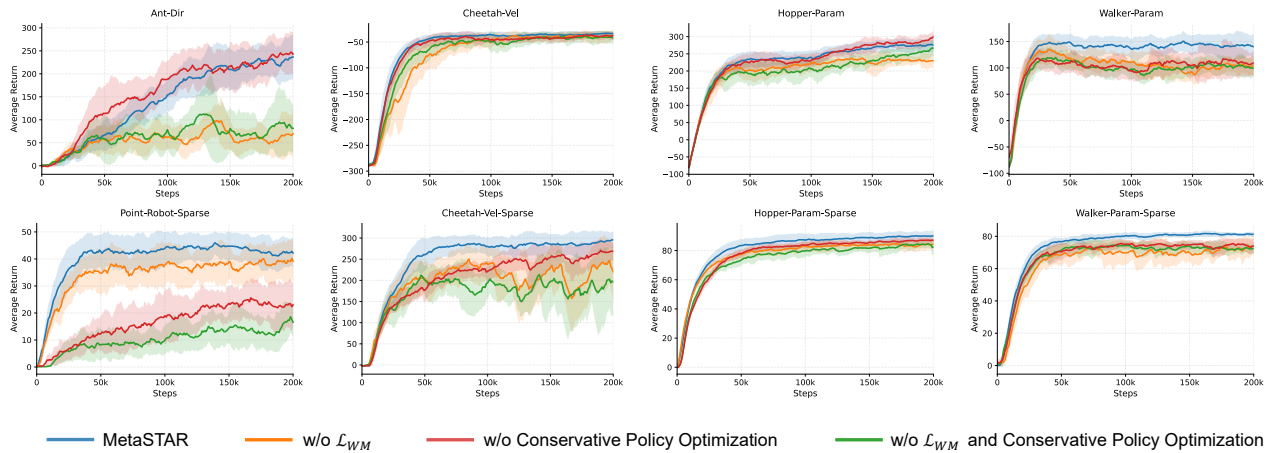 Ant-Dir
300
250
200
150
100
50
0
Average Return
0
50k
100k
150k
200k
Steps
Cheetah-Vel
−50
−100
−150
−200
−250
−300
Average Return
0
50k
100k
150k
200k
Steps
Hopper-Param
300
250
200
150
100
50
0
−50
−100
Average Return
0
50k
100k
150k
200k
Steps
Walker-Param
150
100
50
0
−50
−100
Average Return
0
50k
100k
150k
200k
Steps
Point-Robot-Sparse
50
40
30
20
10
0
Average Return
0
50k
100k
150k
200k
Steps
Cheetah-Vel-Sparse
300
250
200
150
100
50
0
Average Return
0
50k
100k
150k
200k
Steps
Hopper-Param-Sparse
80
60
40
20
0
Average Return
0
50k
100k
150k
200k
Steps
Walker-Param-Sparse
80
60
40
20
0
Average Return
0
50k
100k
150k
200k
Steps
MetaSTAR
w/o ℒWM
w/o Conservative Policy Optimization
w/o ℒWM and Conservative Policy Optimization